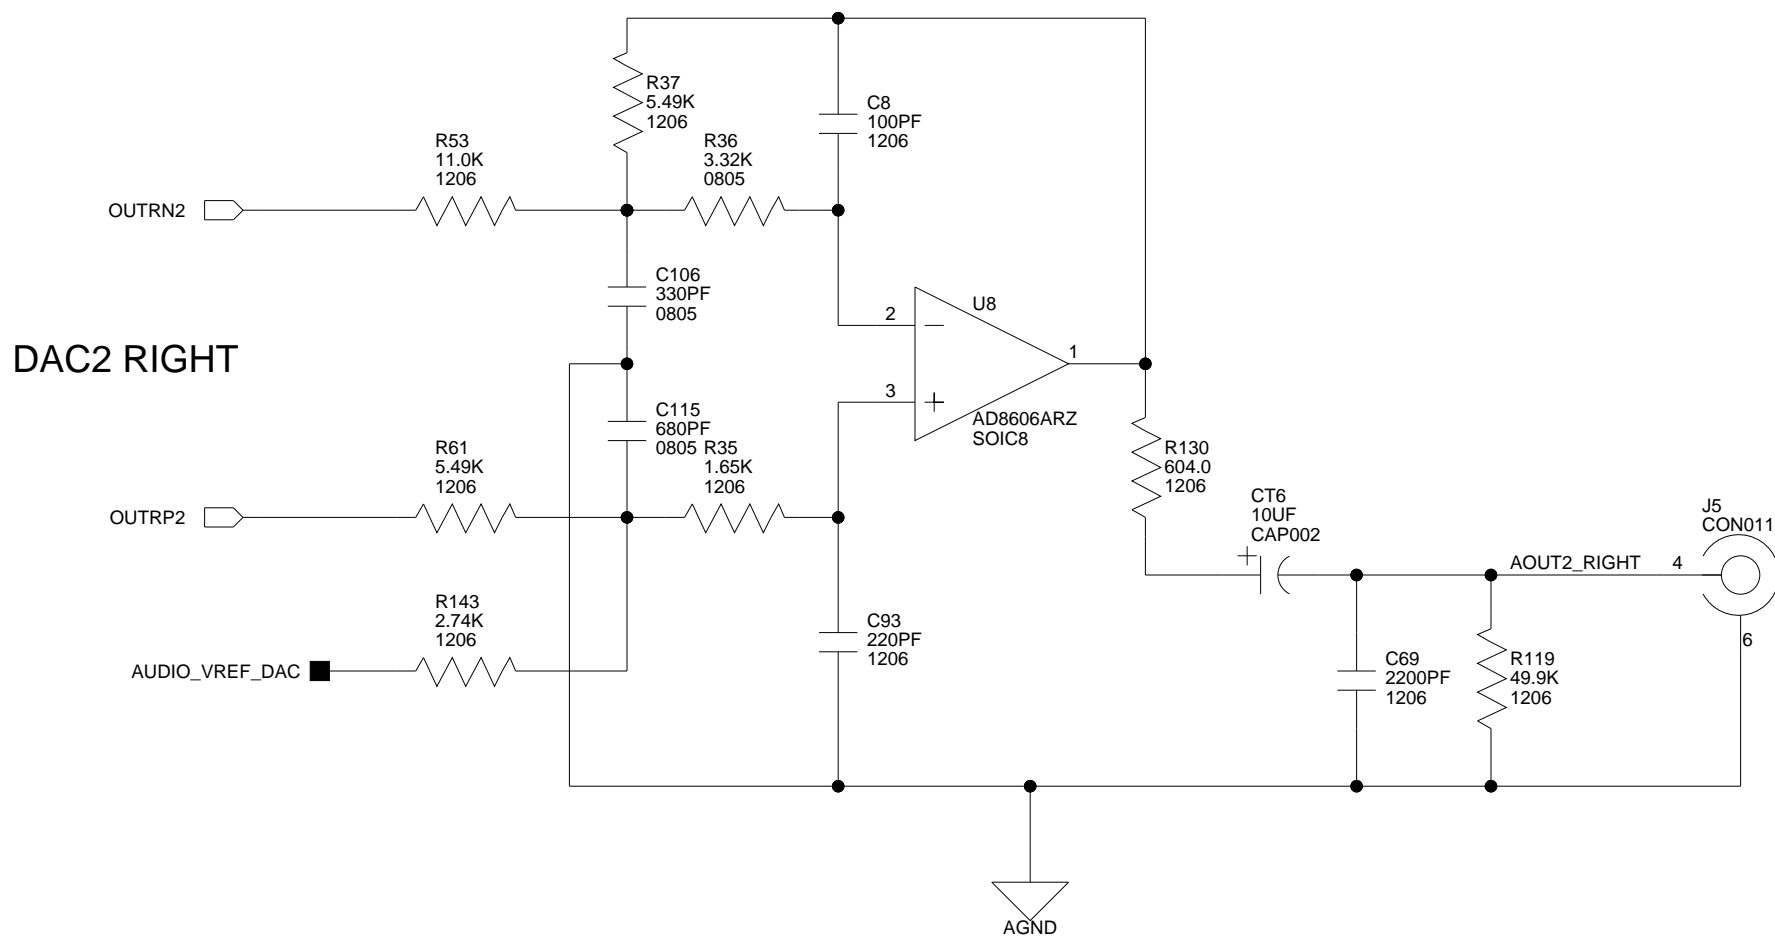 R37
5.49K
1206
C8
100PF
1206
R53
11.0K
1206
R36
3.32K
0805
OUTRN2
C106
330PF
0805
U8
2
1
3
DAC2 RIGHT
AD8606ARZ
SOIC8
C115
680PF
0805
R35
1.65K
1206
R61
5.49K
1206
OUTRP2
R130
604.0
1206
CT6
10UF
CAP002
J5
CON011
AOUT2_RIGHT
4
6
R143
2.74K
1206
AUDIO_VREF_DAC
C93
220PF
1206
C69
2200PF
1206
R119
49.9K
1206
AGND